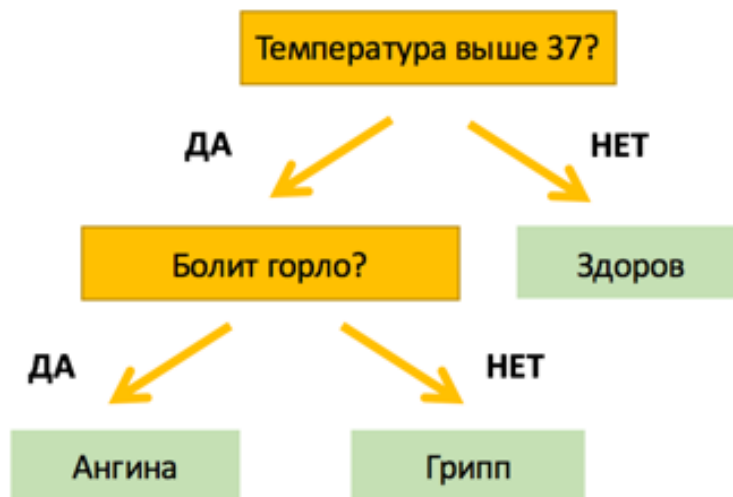 Температура выше 37?
ДА
НЕТ
Болит горло?
Здоров
ДА
НЕТ
Ангина
Грипп